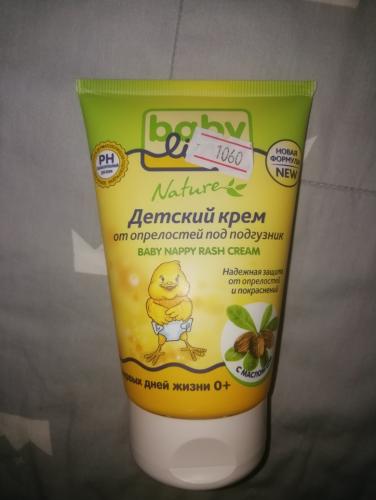 baby
1060
PH
НОВАЯ
ФОРМУЛА
NEW
Nature
Детский крем
от опрелостей под подгузник
BABY NAPPY RASH CREAM
Надежная защита
от опрелостей
и покраснений
С МАСЛОМ
дней жизни 0+